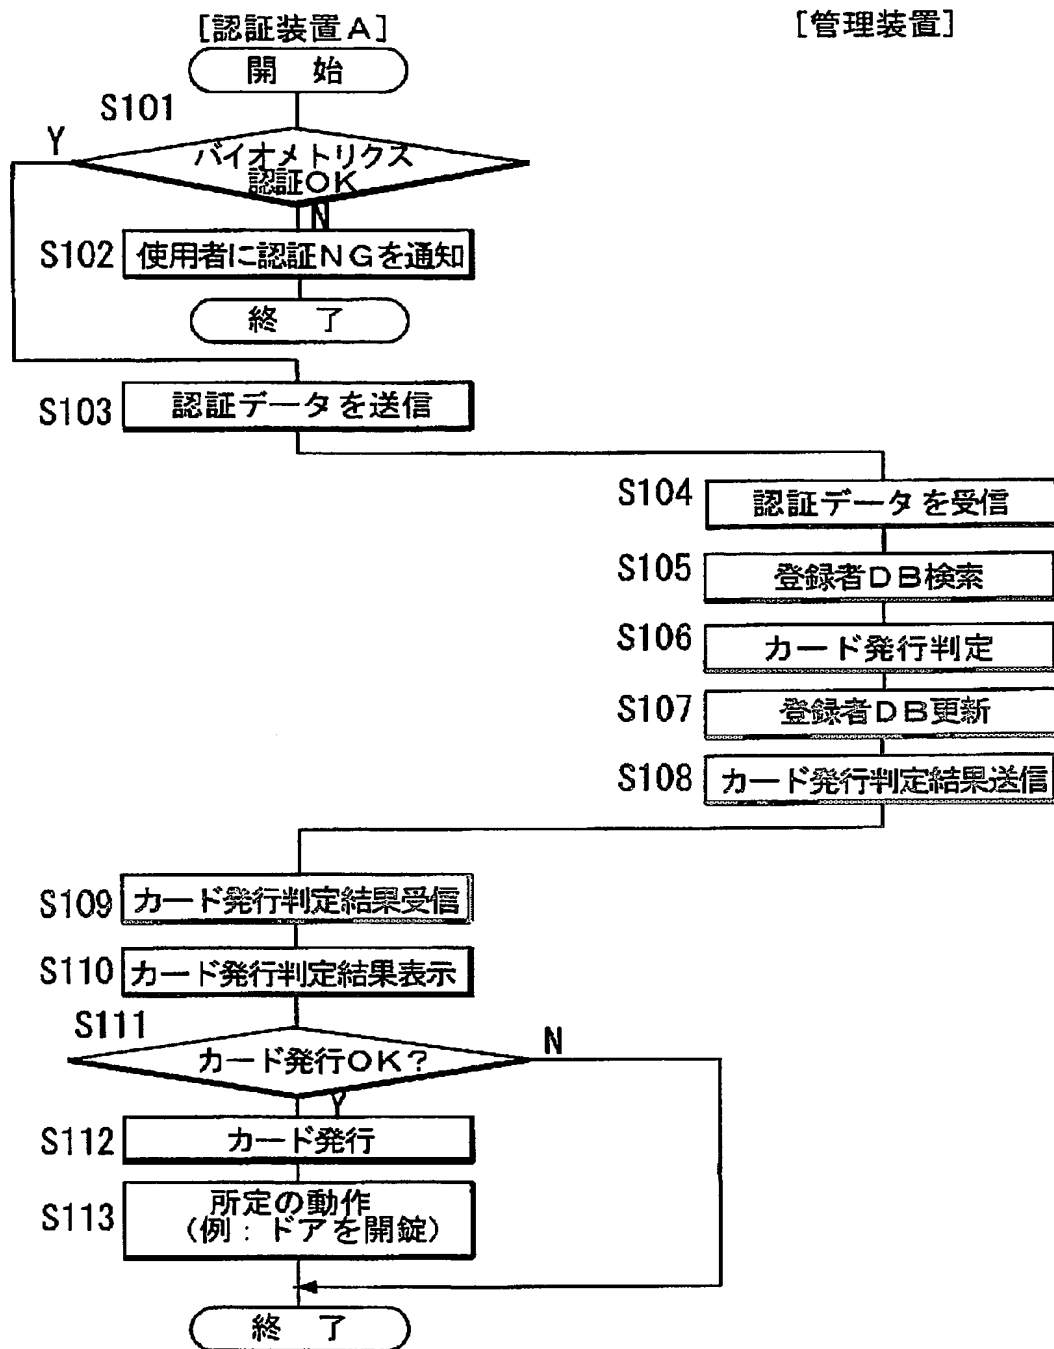 [認証装置A]
[管理装置]
開 始
S101
Y
バイオメトリクス
認証OK
N
S102
使用者に認証NGを通知
終 了
S103
認証データを送信
S104
認証データを受信
S105
登録者DB検索
S106
カード発行判定
S107
登録者DB更新
S108
カード発行判定結果送信
S109
カード発行判定結果受信
S110
カード発行判定結果表示
S111
カード発行OK?
N
Y
S112
カード発行
S113
所定の動作
(例:ドアを開錠)
終 了